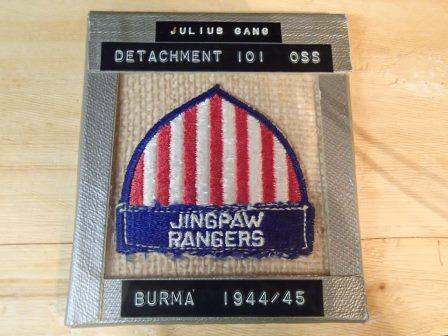 JULIUS GANG
DETACHMENT 101 OSS
JINGPAW
RANGERS
BURMA 1944/45